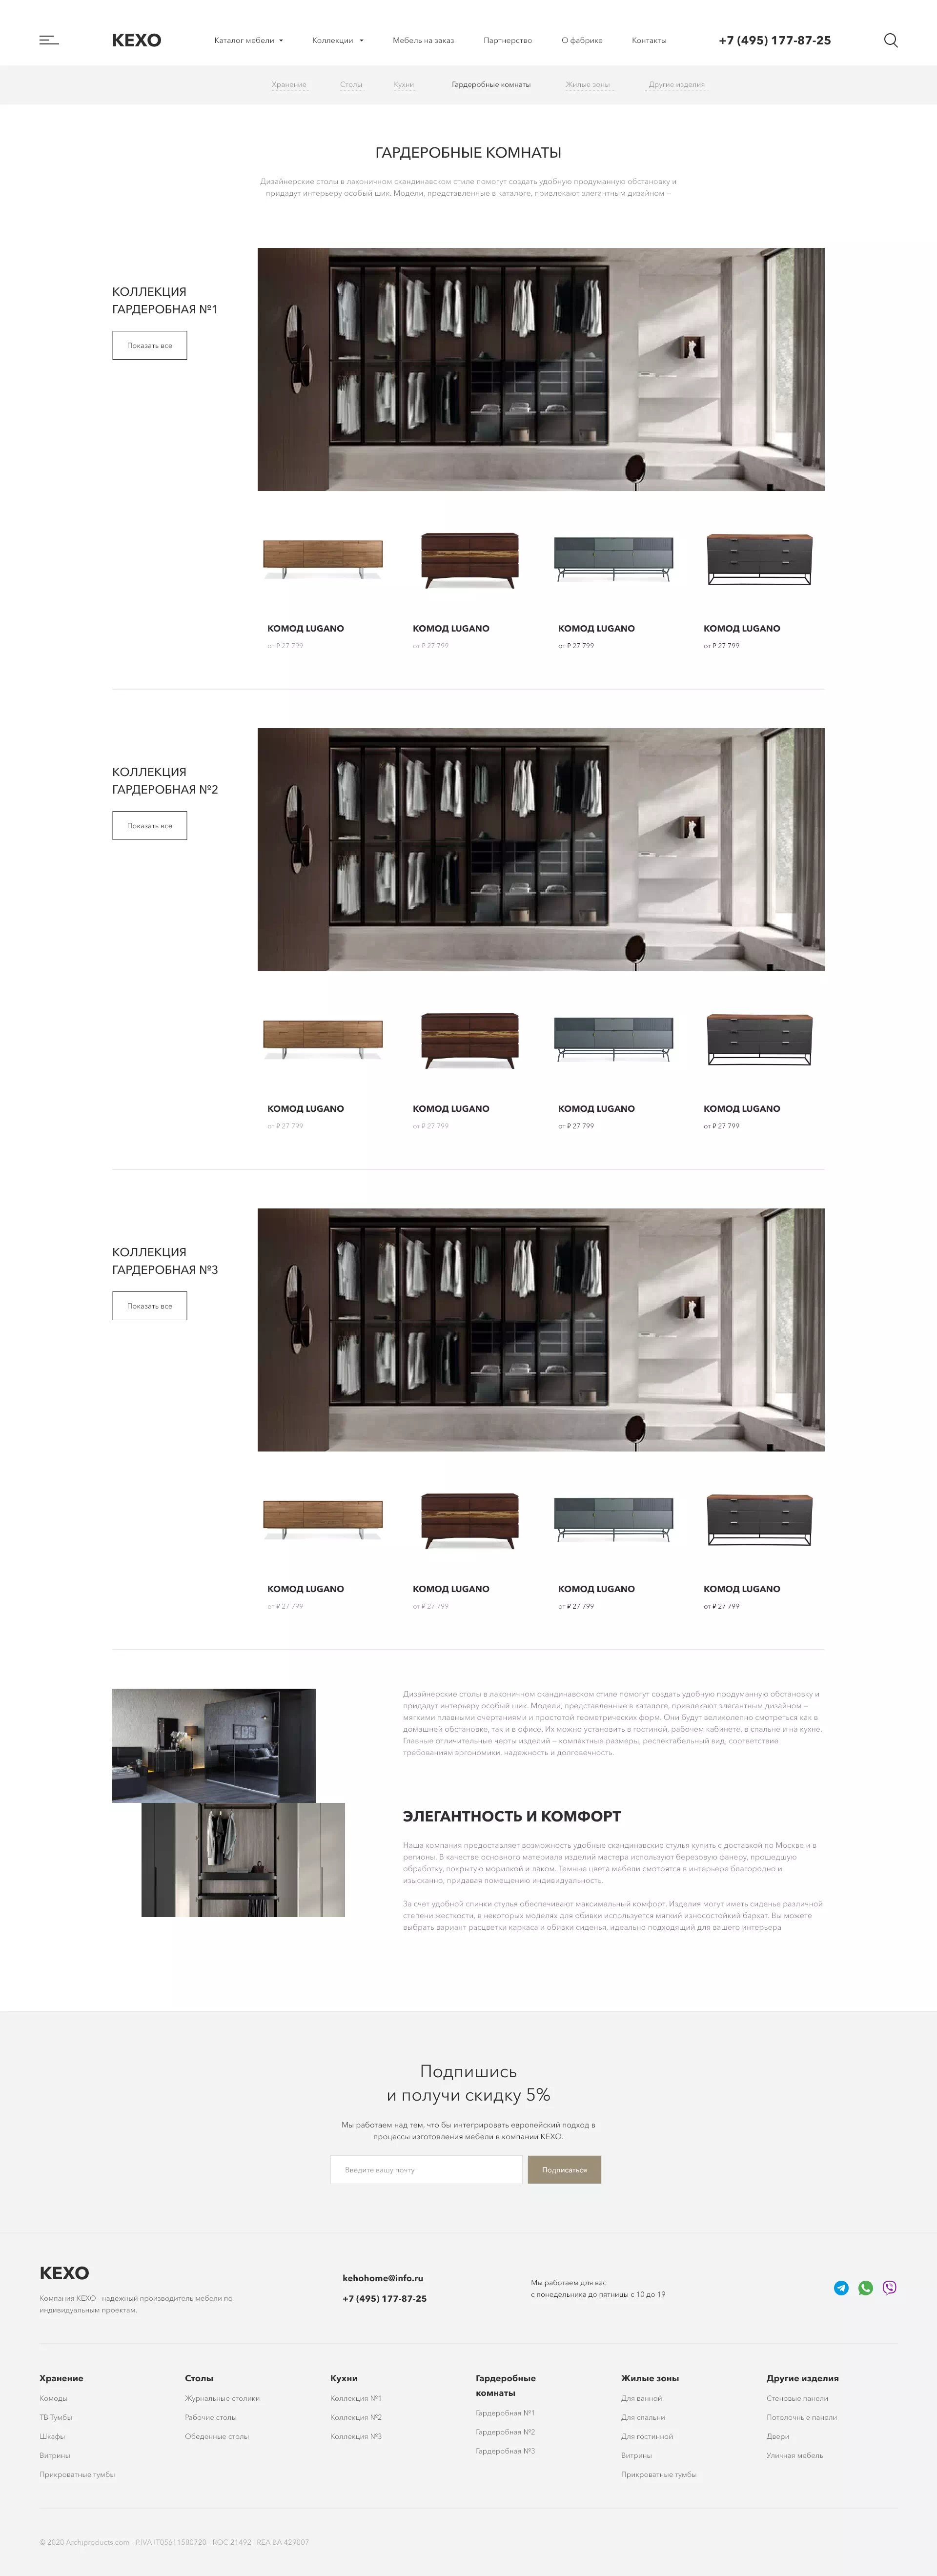 КЕХО
Каталог мебели
Коллекции
Мебель на заказ
Партнерство
О фабрике
Контакты
+7 (495) 177-87-25
Хранение
Столы
Кухни
Гардеробные комнаты
Жилые зоны
Другие изделия
ГАРДЕРОБНЫЕ КОМНАТЫ
Дизайнерские столы в лаконичном скандинавском стиле помогут создать удобную продуманную обстановку и
придадут интерьеру особый шик. Модели, представленные в каталоге, привлекают элегантным дизайном –
КОЛЛЕКЦИЯ
ГАРДЕРОБНАЯ №1
Показать все
КОМОД LUGANO
от ₽ 27 799
КОМОД LUGANO
от ₽ 27 799
КОМОД LUGANO
от ₽ 27 799
КОМОД LUGANO
от ₽ 27 799
КОЛЛЕКЦИЯ
ГАРДЕРОБНАЯ №2
Показать все
КОМОД LUGANO
от ₽ 27 799
КОМОД LUGANO
от ₽ 27 799
КОМОД LUGANO
от ₽ 27 799
КОМОД LUGANO
от ₽ 27 799
КОЛЛЕКЦИЯ
ГАРДЕРОБНАЯ №3
Показать все
КОМОД LUGANO
от ₽ 27 799
КОМОД LUGANO
от ₽ 27 799
КОМОД LUGANO
от ₽ 27 799
КОМОД LUGANO
от ₽ 27 799
Дизайнерские столы в лаконичном скандинавском стиле помогут создать удобную продуманную обстановку и
придадут интерьеру особый шик. Модели, представленные в каталоге, привлекают элегантным дизайном –
мягкими плавными очертаниями и простотой геометрических форм. Они будут великолепно смотреться как в
домашней обстановке, так и в офисе. Их можно установить в гостиной, рабочем кабинете, в спальне и на кухне.
Главные отличительные черты изделий – компактные размеры, респектабельный вид, соответствие
требованиям эргономики, надежность и долговечность.
ЭЛЕГАНТНОСТЬ И КОМФОРТ
Наша компания предоставляет возможность удобные скандинавские стулья купить с доставкой по Москве и в
регионы. В качестве основного материала изделий мастера используют березовую фанеру, прошедшую
обработку, покрытую морилкой и лаком. Темные цвета мебели смотрятся в интерьере благородно и
изысканно, придавая помещению индивидуальность.
За счет удобной спинки стулья обеспечивают максимальный комфорт. Изделия могут иметь сиденье различной
степени жесткости, в некоторых моделях для обивки используется мягкий износостойкий бархат. Вы можете
выбрать вариант расцветки каркаса и обивки сиденья, идеально подходящий для вашего интерьера
Подпишись
и получи скидку 5%
Мы работаем над тем, что бы интегрировать европейский подход в
процессы изготовления мебели в компании КЕХО.
Введите вашу почту
Подписаться
КЕХО
Компания КЕХО - надежный производитель мебели по
индивидуальным проектам.
kehohome@info.ru
+7 (495) 177-87-25
Мы работаем для вас
с понедельника до пятницы с 10 до 19
Хранение
Комоды
ТВ Тумбы
Шкафы
Витрины
Прикроватные тумбы
Столы
Журнальные столики
Рабочие столы
Обеденные столы
Кухни
Коллекция №1
Коллекция №2
Коллекция №3
Гардеробные
комнаты
Гардеробная №1
Гардеробная №2
Гардеробная №3
Жилые зоны
Для ванной
Для спальни
Для гостинной
Витрины
Прикроватные тумбы
Другие изделия
Стеновые панели
Потолочные панели
Двери
Уличная мебель
© 2020 Archiproducts.com - P.IVA IT05611580720 - ROC 21492 | REA BA 429007